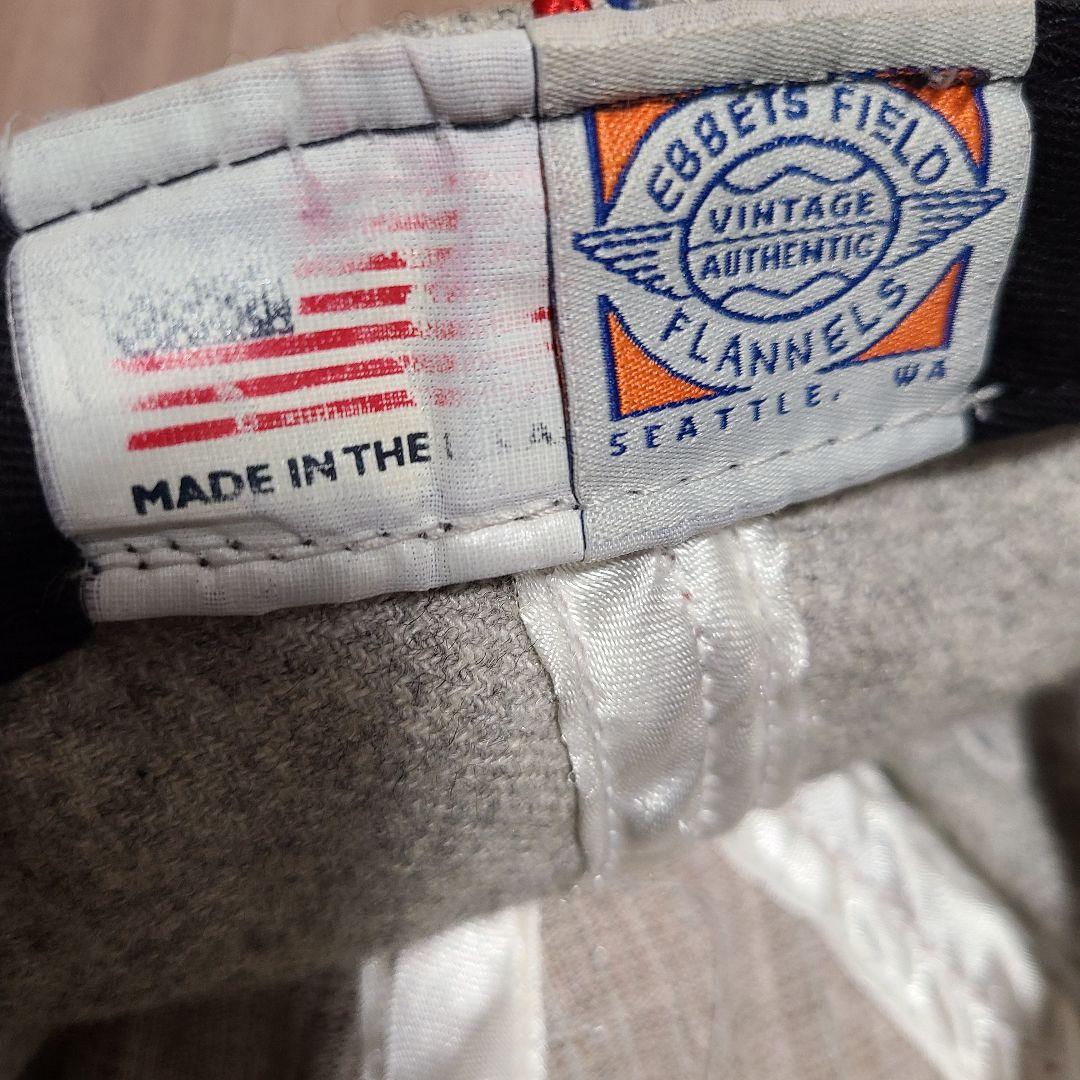 EBBETS FIELD
VINTAGE
AUTHENTIC
FLANNELS
SEATTLE, WA
MADE IN THE